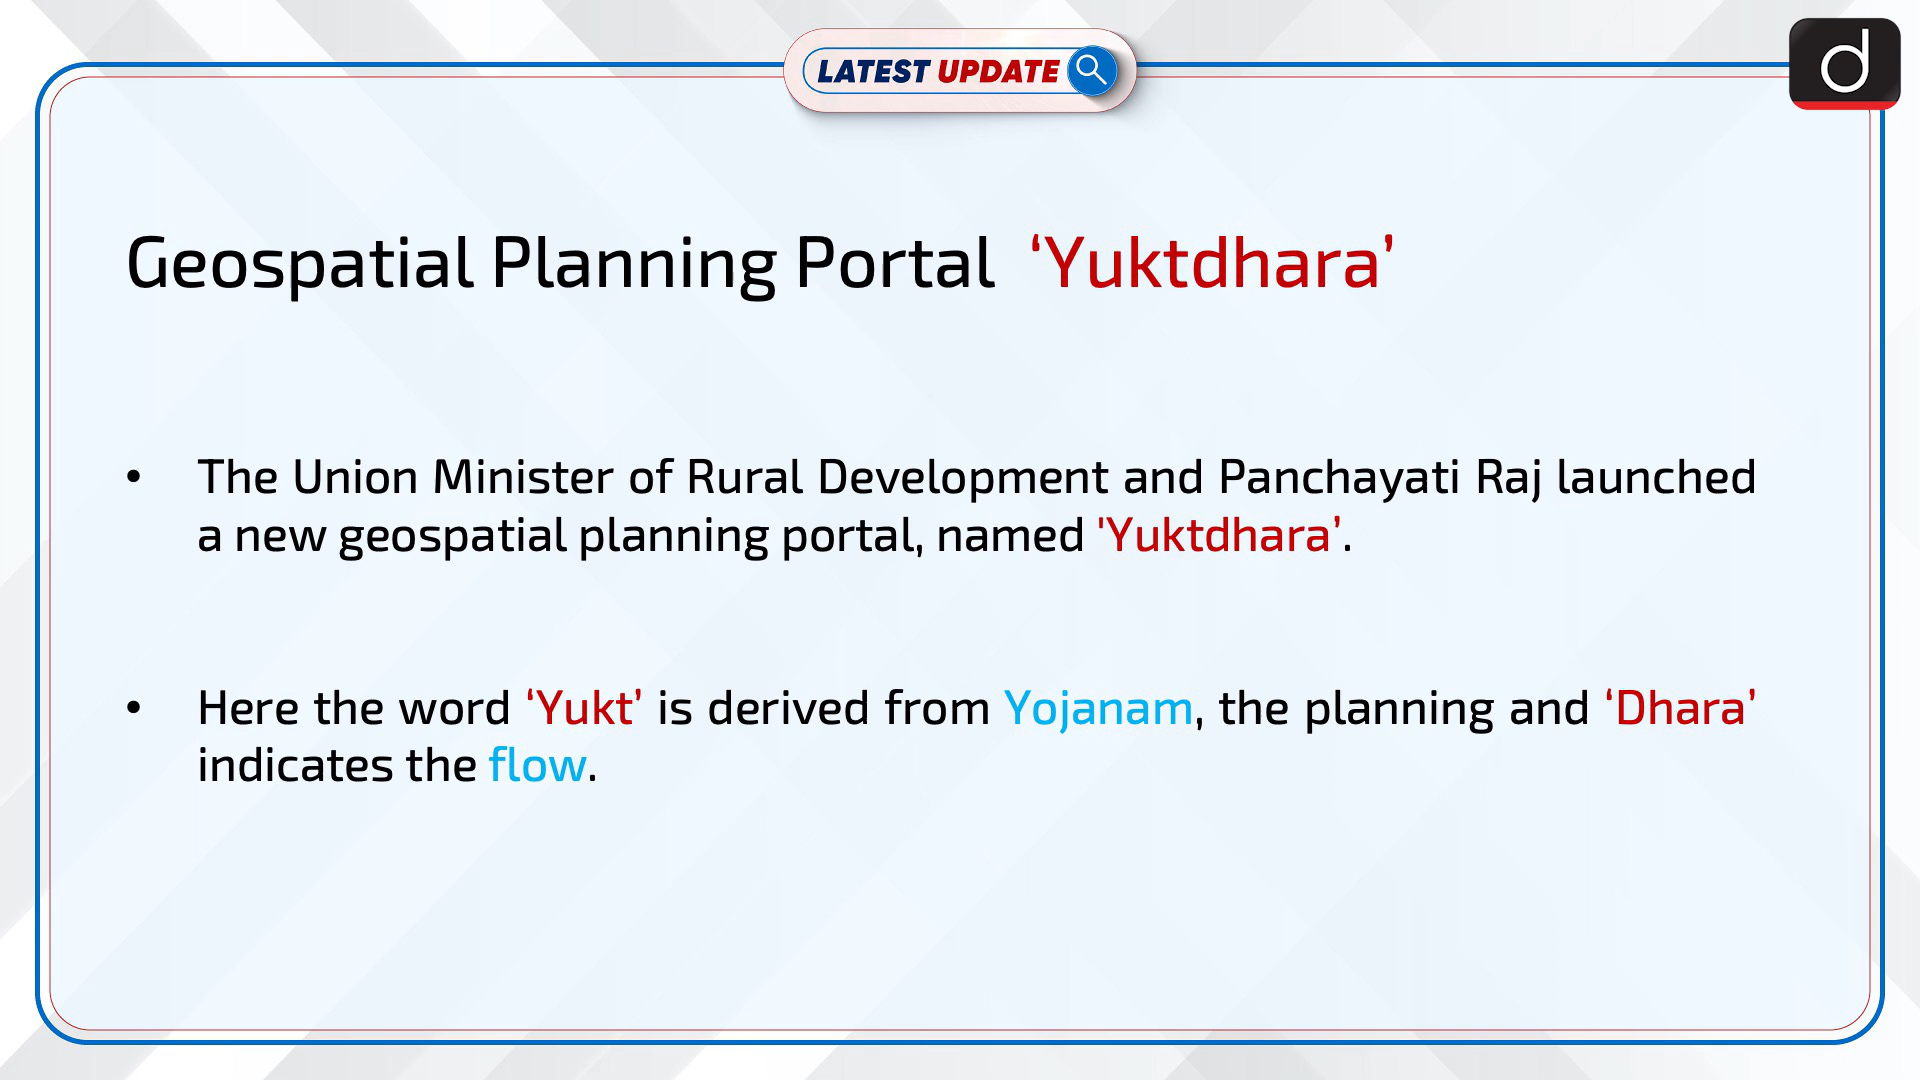 LATEST UPDATE
d
Geospatial Planning Portal ‘Yuktdhara’
• The Union Minister of Rural Development and Panchayati Raj launched
a new geospatial planning portal, named 'Yuktdhara’.
• Here the word ‘Yukt’ is derived from Yojanam, the planning and ‘Dhara’
indicates the flow.